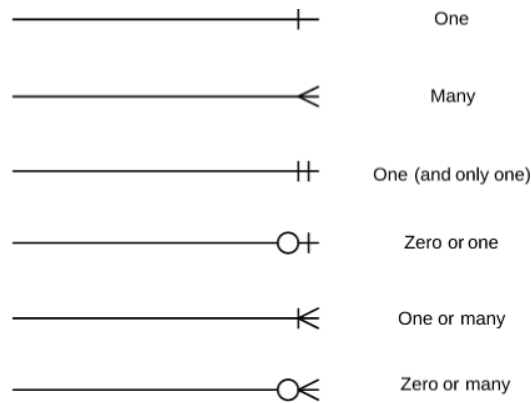 One
Many
One (and only one)
Zero or one
One or many
Zero or many